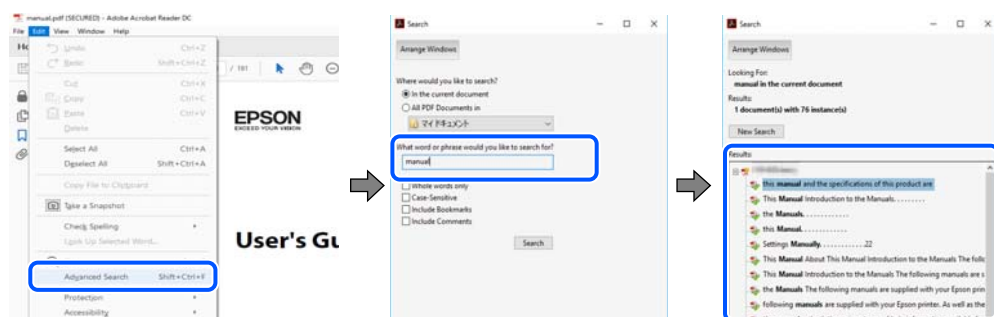 manual.pdf (SECURED) - Adobe Acrobat Reader DC
File Edit View Window Help
Undo Ctrl+Z
Redo Shift+Ctrl+Z
Cut Ctrl+X
Copy Ctrl+C
Paste Ctrl+V
Delete
Select All Ctrl+A
Deselect All Shift+Ctrl+A
Copy File to Clipboard
Take a Snapshot
Check Spelling
Look Up Selected Word...
Advanced Search Shift+Ctrl+F
Protection
Accessibility
/ 181
EPSON
EXCEED YOUR VISION
User's Gu
Search
Arrange Windows
Where would you like to search?
In the current document
All PDF Documents in
マイ ドキュメント
What word or phrase would you like to search for?
manual
Whole words only
Case-Sensitive
Include Bookmarks
Include Comments
Search
Search
Arrange Windows
Looking For:
manual in the current document
Results:
1 document(s) with 76 instance(s)
New Search
Results:
this manual and the specifications of this product are
This Manual Introduction to the Manuals. . . . . . . .
the Manuals. . . . . . . . . . . .
this Manual. . . . . . . . . . . .
Settings Manually. . . . . . . . . . . .22
This Manual About This Manual Introduction to the Manuals The follo
This Manual Introduction to the Manuals The following manuals are s
the Manuals The following manuals are supplied with your Epson prin
following manuals are supplied with your Epson printer. As well as the